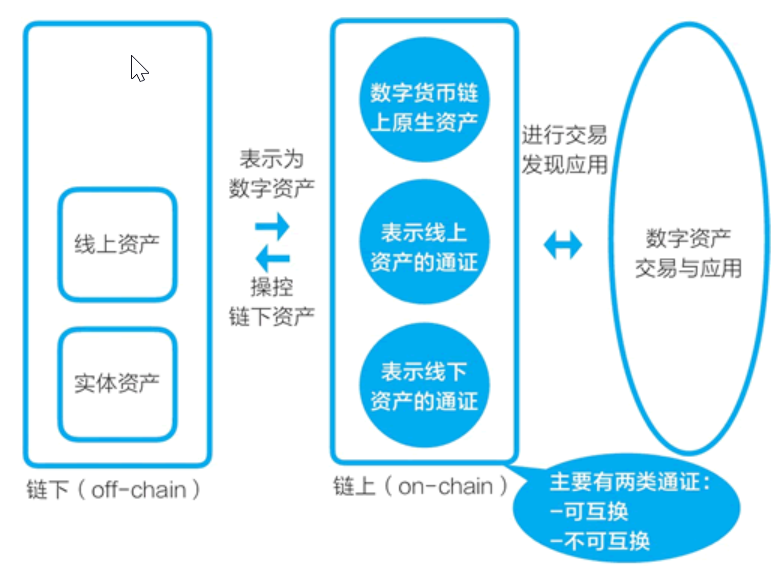 线上资产
实体资产
链下（off-chain）
表示为
数字资产
操控
链下资产
数字货币链
上原生资产
表示线上
资产的通证
表示线下
资产的通证
链上（on-chain）
进行交易
发现应用
数字资产
交易与应用
主要有两类通证：
-可互换
-不可互换